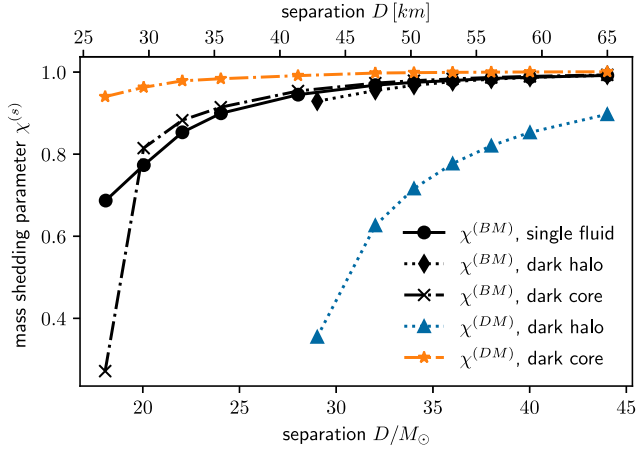 separation D [km]
25 30 35 40 45 50 55 60 65
mass shedding parameter χ^(s)
1.0
0.8
0.6
0.4
χ^(BM), single fluid
χ^(BM), dark halo
χ^(BM), dark core
χ^(DM), dark halo
χ^(DM), dark core
20 25 30 35 40 45
separation D/M⊙